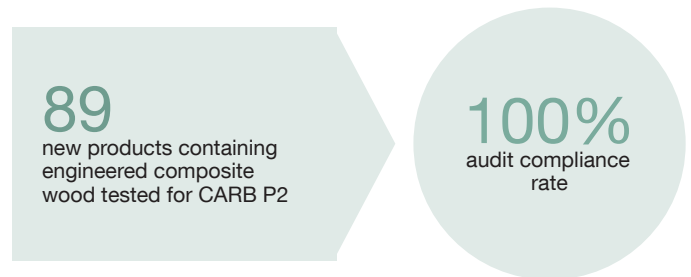 89
new products containing
engineered composite
wood tested for CARB P2
100%
audit compliance
rate